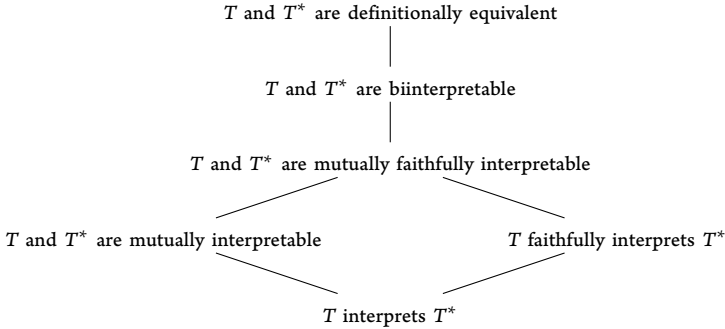 T and T* are definitionally equivalent
T and T* are biinterpretable
T and T* are mutually faithfully interpretable
T and T* are mutually interpretable
T faithfully interprets T*
T interprets T*